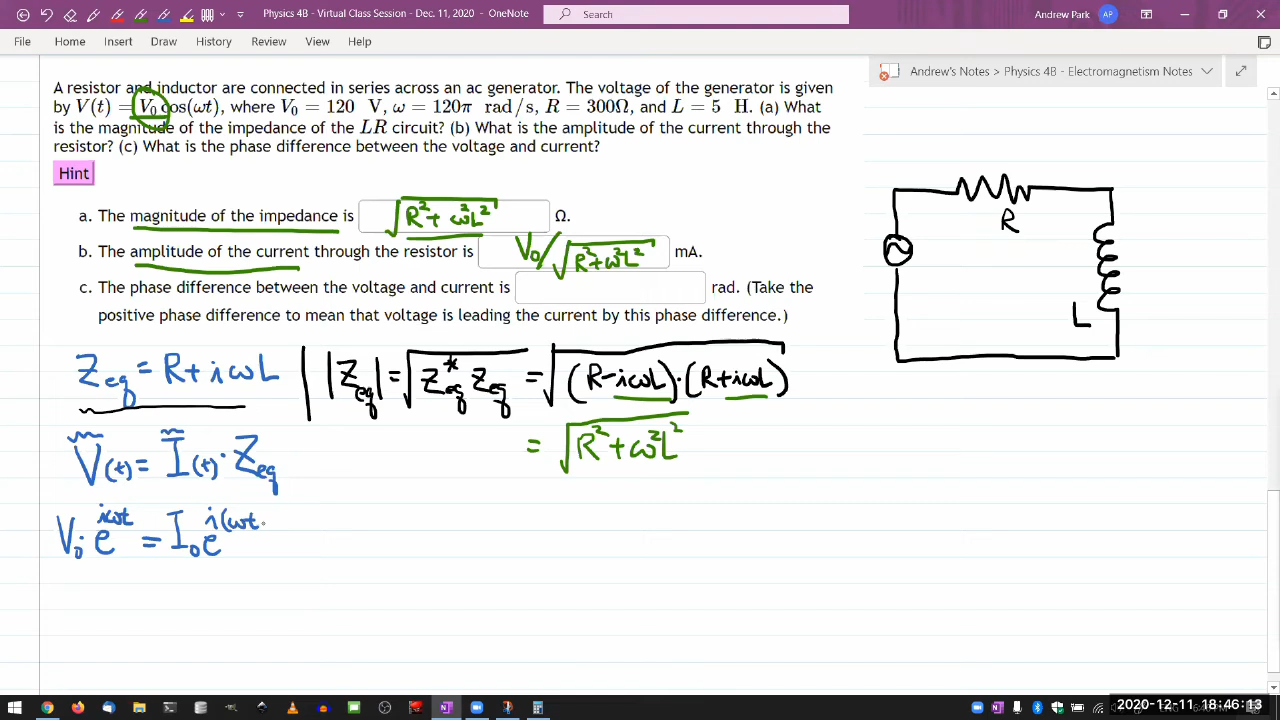 Physics 4B - Virtual Class Session - Dec. 11, 2020 - OneNote
Search
Andrew Park
AP
File Home Insert Draw History Review View Help
Andrew's Notes > Physics 4B - Electromagnetism Notes
A resistor and inductor are connected in series across an ac generator. The voltage of the generator is given
by V(t) = V₀ cos(ωt), where V₀ = 120 V, ω = 120π rad/s, R = 300Ω, and L = 5 H. (a) What
is the magnitude of the impedance of the LR circuit? (b) What is the amplitude of the current through the
resistor? (c) What is the phase difference between the voltage and current?
Hint
a. The magnitude of the impedance is √(R²+ω²L²) Ω.
b. The amplitude of the current through the resistor is V₀/√(R²+ω²L²) mA.
c. The phase difference between the voltage and current is rad. (Take the
positive phase difference to mean that voltage is leading the current by this phase difference.)
R
L
Z_eq = R+iωL
|Z_eq| = √(Z*_eq Z_eq) = √((R-iωL)·(R+iωL))
= √(R²+ω²L²)
Ṽ(t) = Ĩ(t)·Z_eq
V₀ e^iωt = I₀ e^i(ωt
2020-12-11 18:46:13